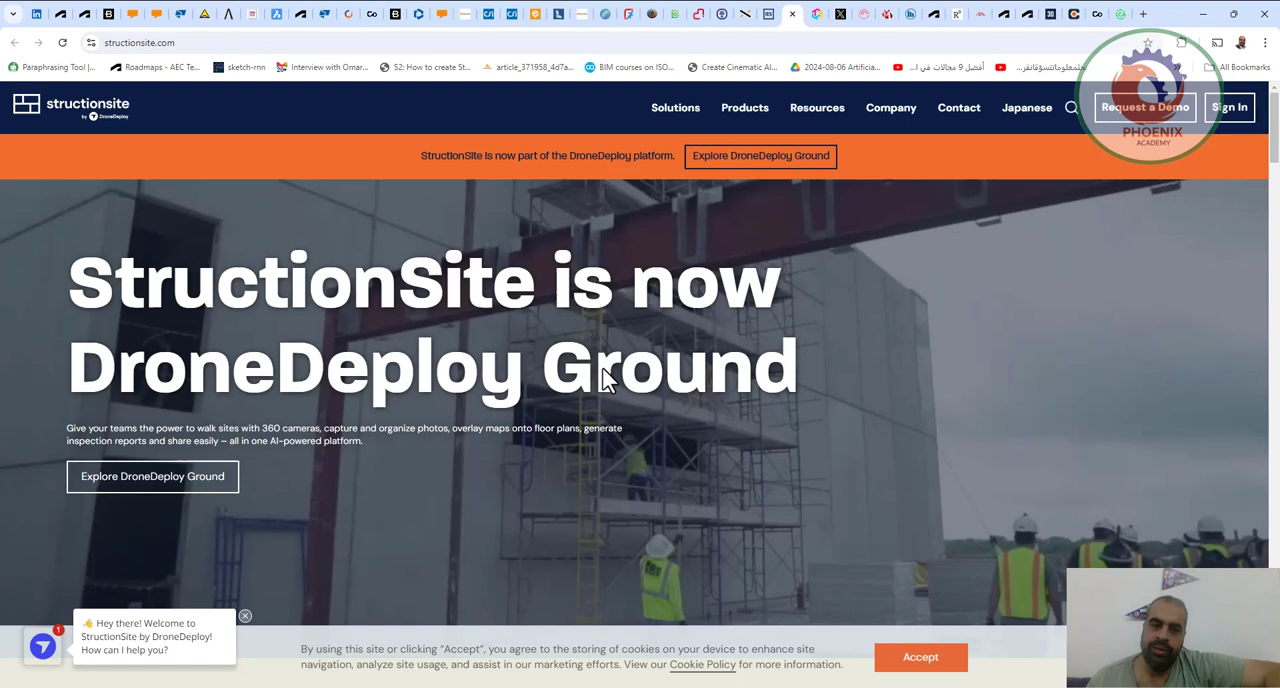 structionsite.com
Paraphrasing Tool |...
Roadmaps - AEC Te...
sketch-rnn
Interview with Omar...
S2: How to create St...
article_371958_4d7a...
BIM courses on ISO...
Create Cinematic AI...
2024-08-06 Artificia...
أفضل 9 مجالات في ا...
All Bookmarks
structionsite
by DroneDeploy
Solutions
Products
Resources
Company
Contact
Japanese
Request a Demo
Sign In
PHOENIX
ACADEMY
StructionSite is now part of the DroneDeploy platform.
Explore DroneDeploy Ground
StructionSite is now
DroneDeploy Ground
Give your teams the power to walk sites with 360 cameras, capture and organize photos, overlay maps onto floor plans, generate
inspection reports and share easily – all in one AI-powered platform.
Explore DroneDeploy Ground
1
👋 Hey there! Welcome to
StructionSite by DroneDeploy!
How can I help you?
By using this site or clicking "Accept", you agree to the storing of cookies on your device to enhance site
navigation, analyze site usage, and assist in our marketing efforts. View our Cookie Policy for more information.
Accept